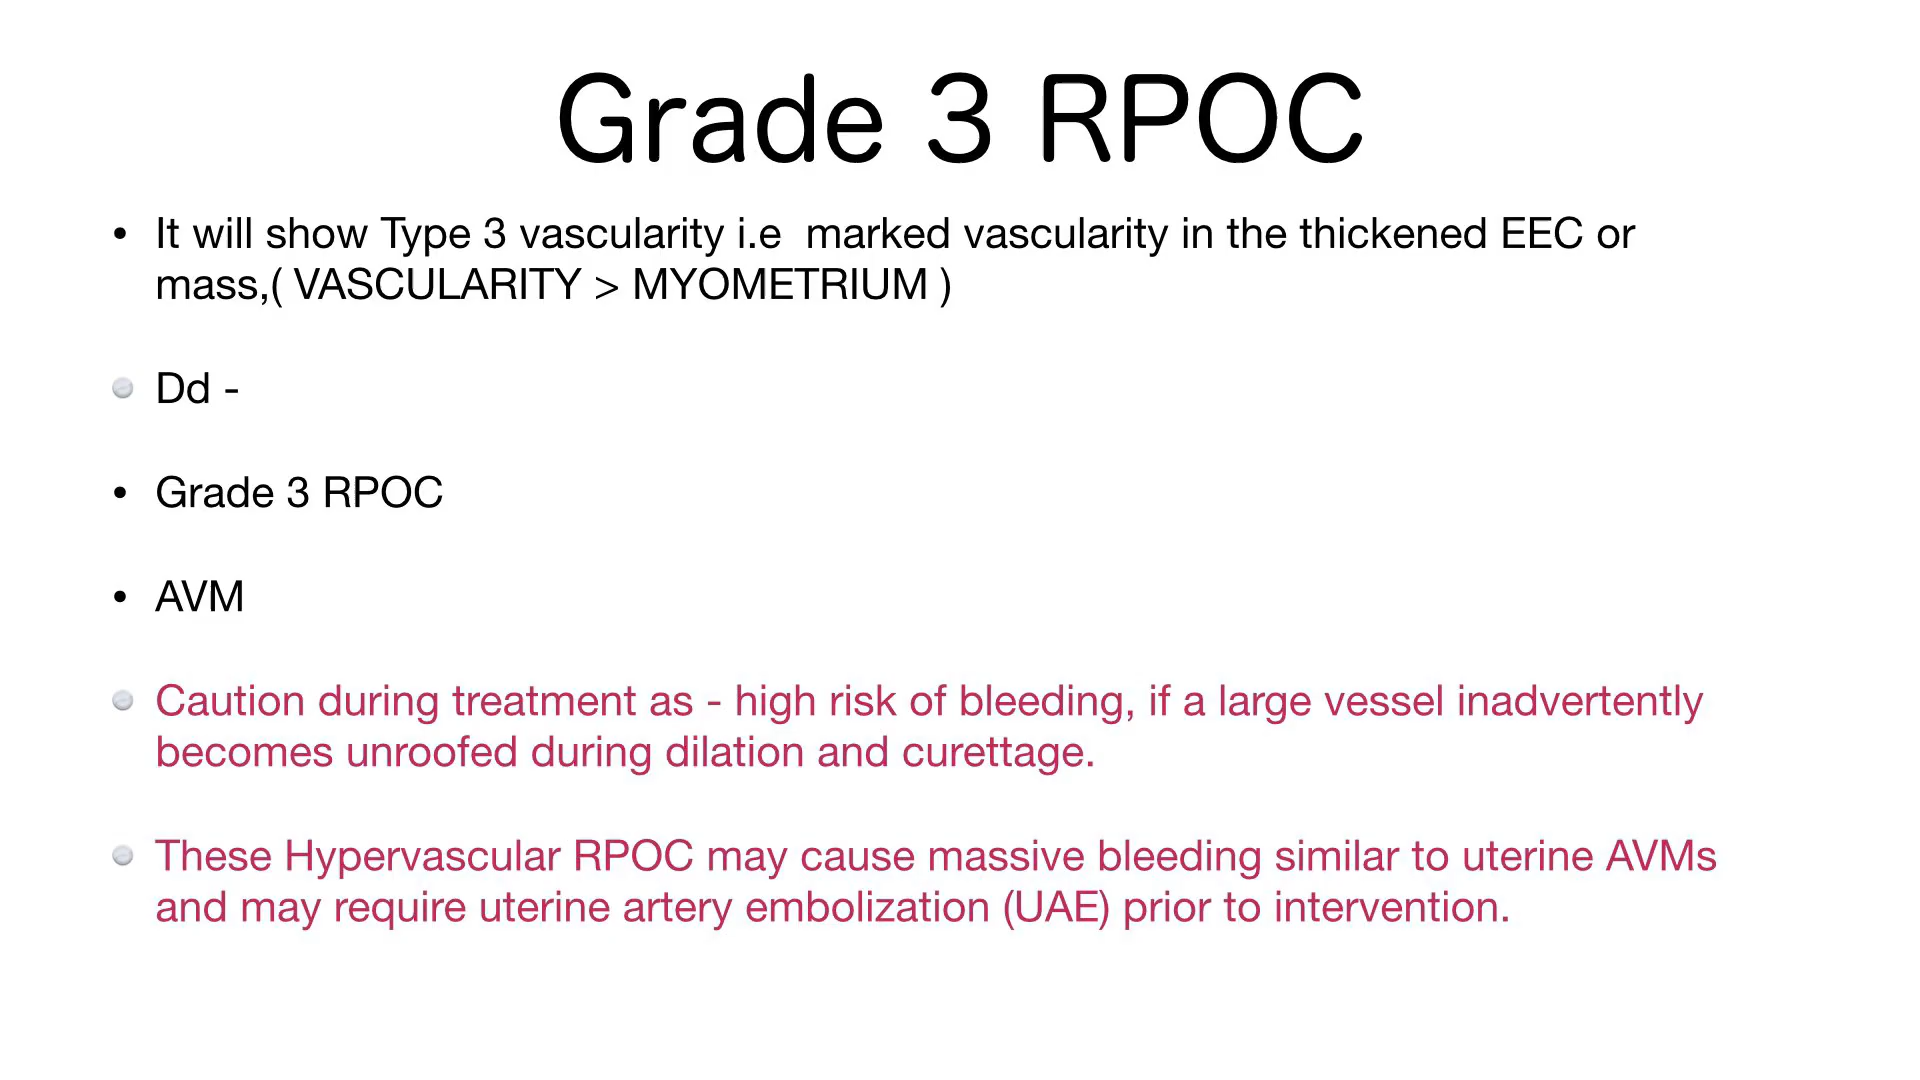 Grade 3 RPOC
• It will show Type 3 vascularity i.e  marked vascularity in the thickened EEC or
mass,( VASCULARITY > MYOMETRIUM )
Dd -
• Grade 3 RPOC
• AVM
Caution during treatment as - high risk of bleeding, if a large vessel inadvertently
becomes unroofed during dilation and curettage.
These Hypervascular RPOC may cause massive bleeding similar to uterine AVMs
and may require uterine artery embolization (UAE) prior to intervention.